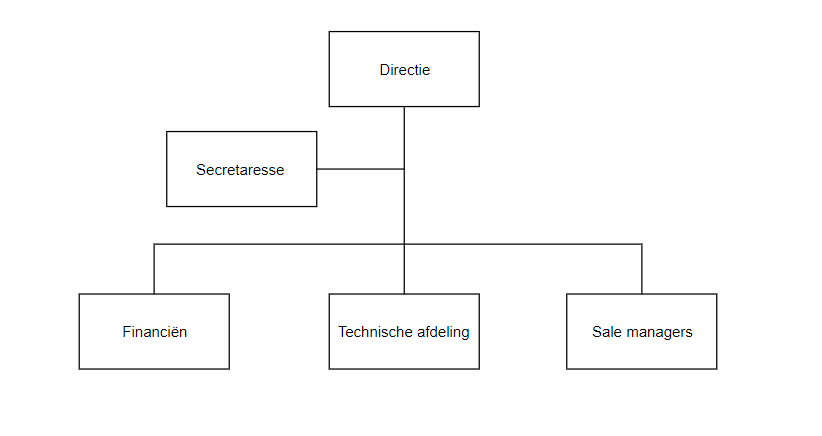 Directie
Secretaresse
Financiën
Technische afdeling
Sale managers